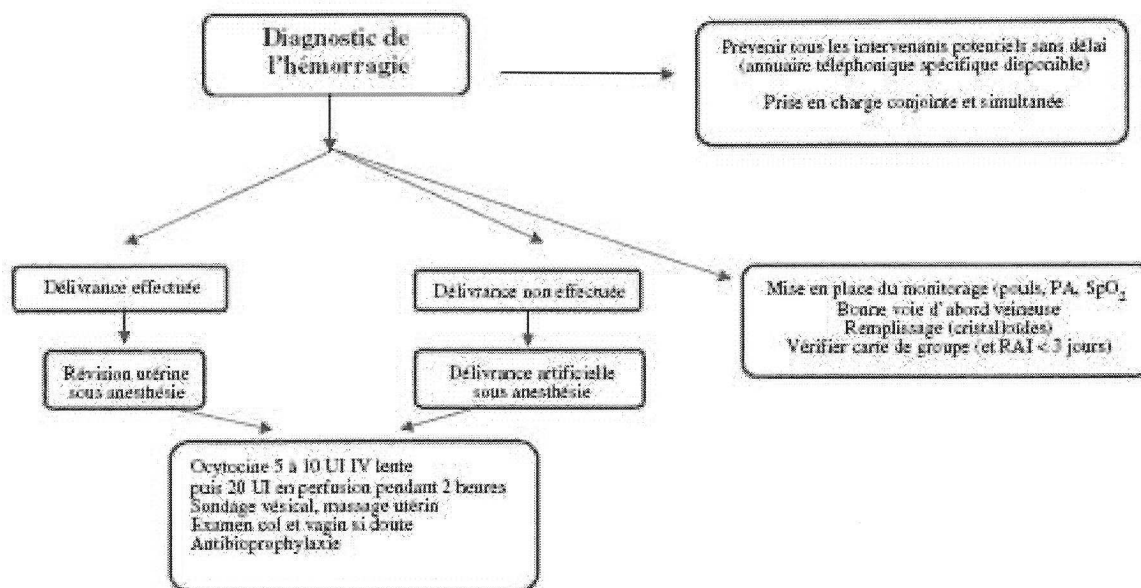 Diagnostic de
l'hémorragie
Prévenir tous les intervenants potentiels sans délai
(annuaire téléphonique spécifique disponible)
Prise en charge conjointe et simultanée
Délivrance effectuée
Délivrance non effectuée
Mise en place du monitorage (pouls, PA, SpO₂
Bonne voie d'abord veineuse
Remplissage (cristalloïdes)
Vérifier carte de groupe (et RAI < 3 jours)
Révision utérine
sous anesthésie
Délivrance artificielle
sous anesthésie
Ocytocine 5 à 10 UI IV lente
puis 20 UI en perfusion pendant 2 heures
Sondage vésical, massage utérin
Examen col et vagin si doute
Antibioprophylaxie